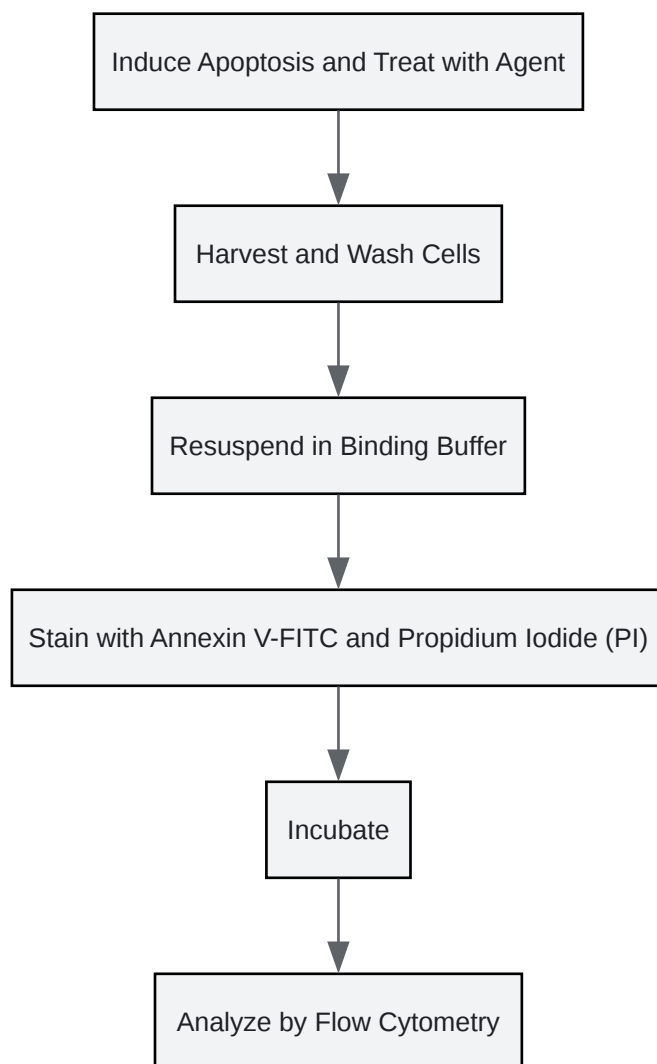 Induce Apoptosis and Treat with Agent
Harvest and Wash Cells
Resuspend in Binding Buffer
Stain with Annexin V-FITC and Propidium Iodide (PI)
Incubate
Analyze by Flow Cytometry